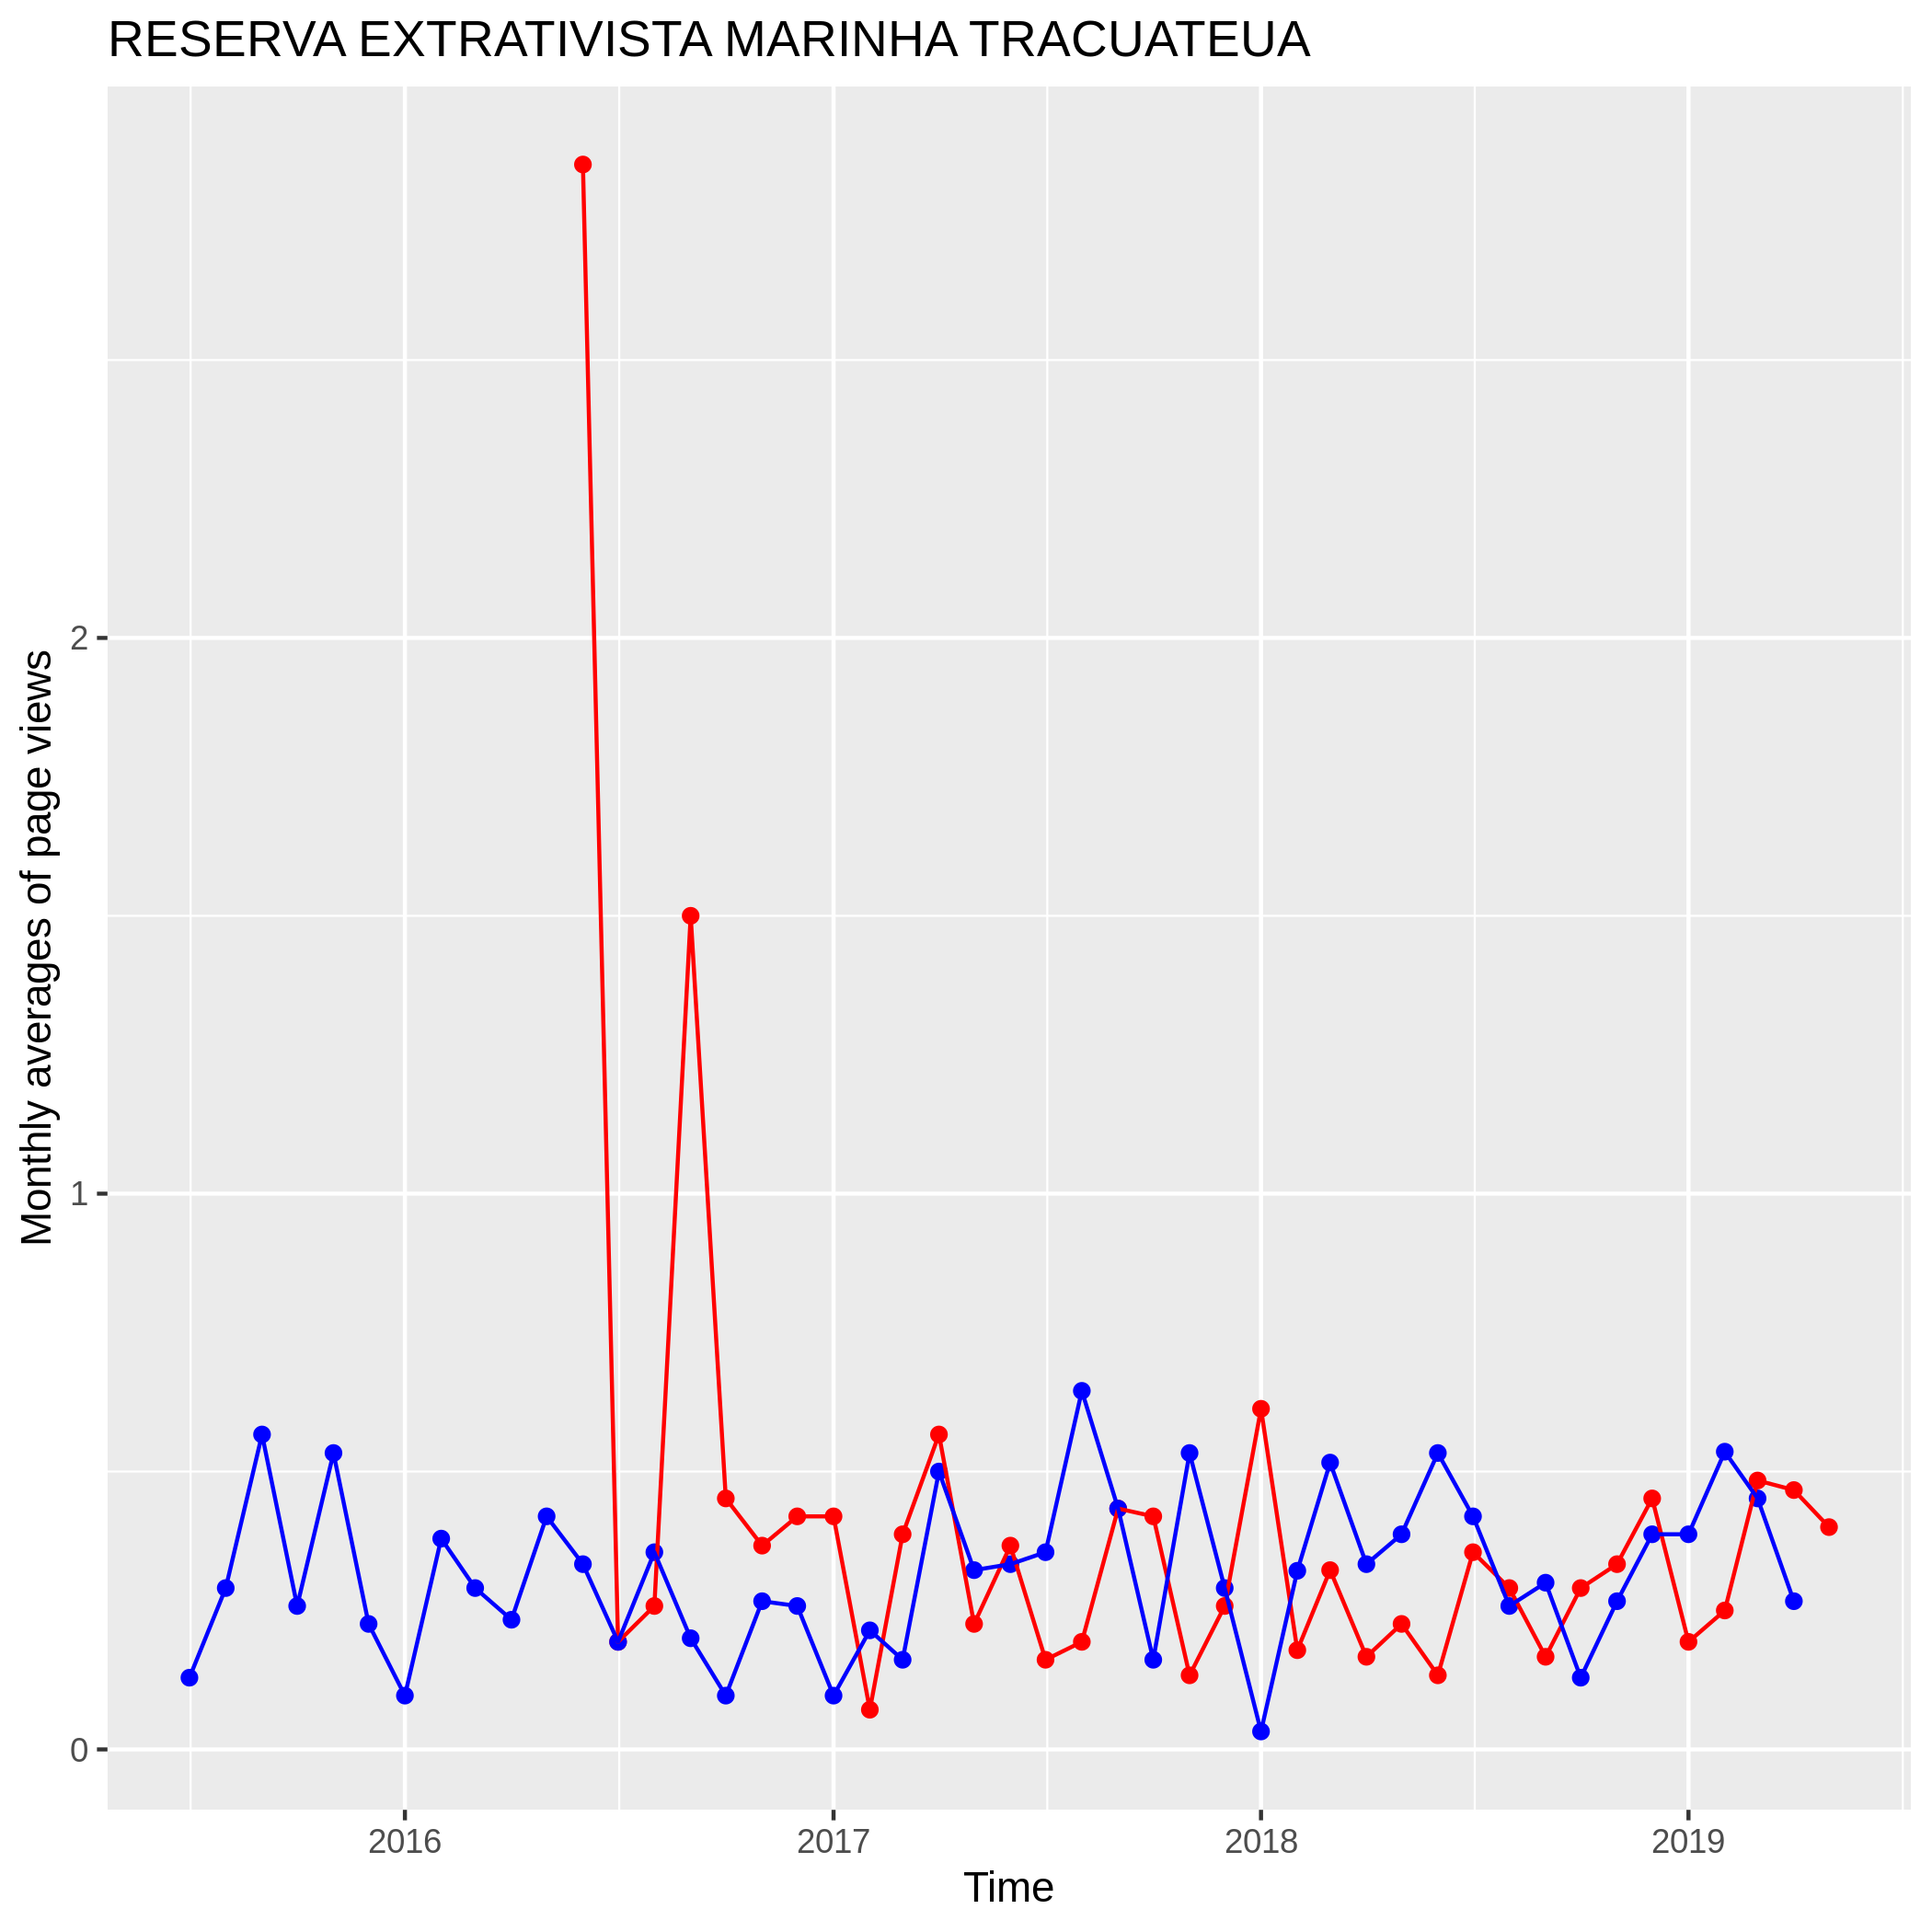 RESERVA EXTRATIVISTA MARINHA TRACUATEUA
Monthly averages of page views
2
1
0
2016 2017 2018 2019
Time